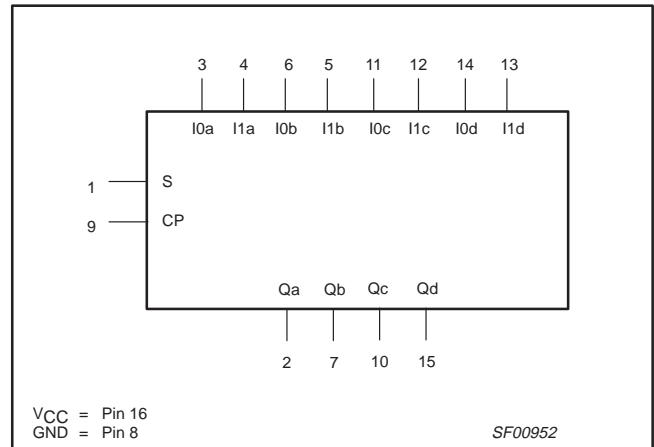 3 4 6 5 11 12 14 13
I0a I1a I0b I1b I0c I1c I0d I1d
1 S
9 CP
Qa Qb Qc Qd
2 7 10 15
VCC = Pin 16
GND = Pin 8
SF00952